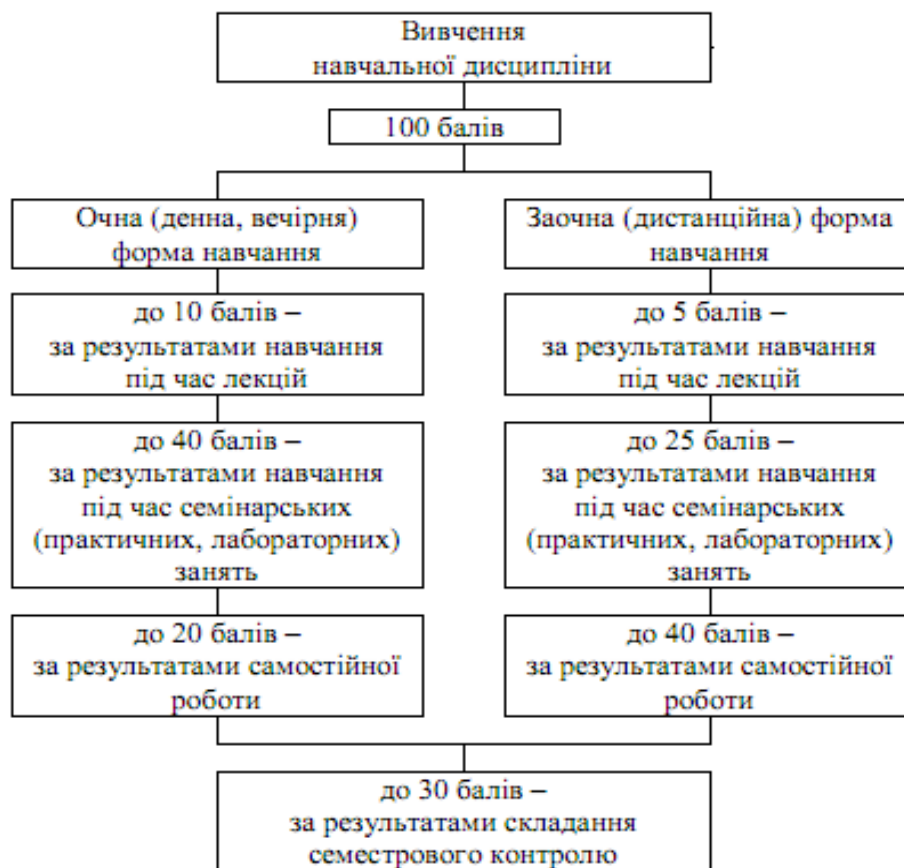 Вивчення
навчальної дисципліни
100 балів
Очна (денна, вечірня)
форма навчання
Заочна (дистанційна) форма
навчання
до 10 балів –
за результатами навчання
під час лекцій
до 5 балів –
за результатами навчання
під час лекцій
до 40 балів –
за результатами навчання
під час семінарських
(практичних, лабораторних)
занять
до 25 балів –
за результатами навчання
під час семінарських
(практичних, лабораторних)
занять
до 20 балів –
за результатами самостійної
роботи
до 40 балів –
за результатами самостійної
роботи
до 30 балів –
за результатами складання
семестрового контролю